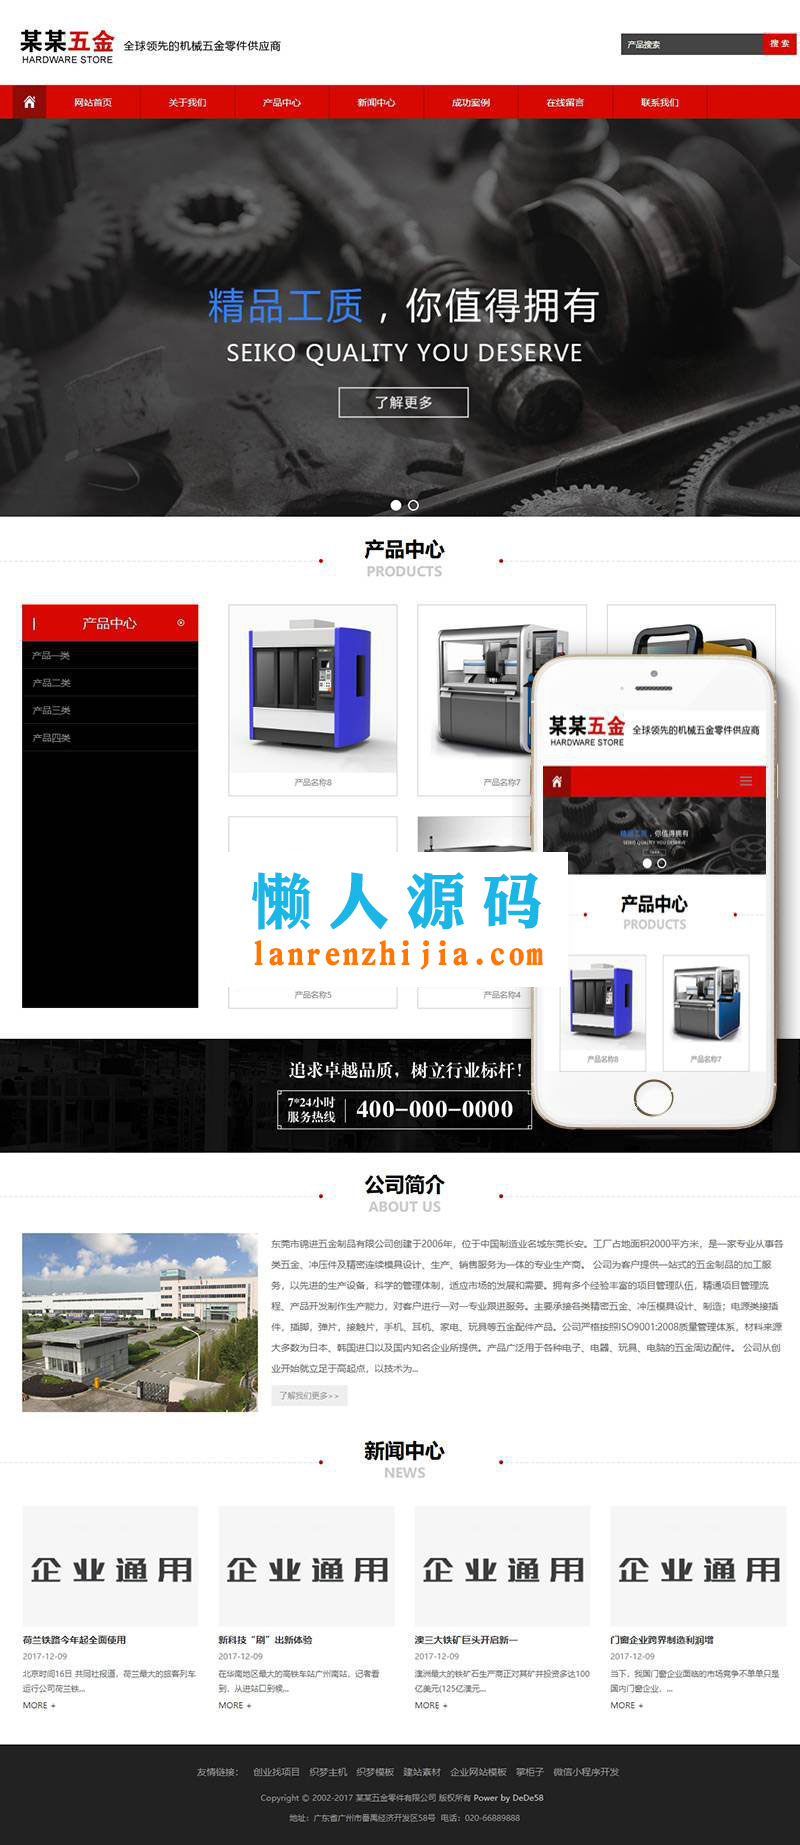 某某五金
HARDWARE STORE
全球领先的机械五金零件供应商
产品搜索
搜 索
网站首页
关于我们
产品中心
新闻中心
成功案例
在线留言
联系我们
精品工质，你值得拥有
SEIKO QUALITY YOU DESERVE
了解更多
产品中心
PRODUCTS
产品中心
产品一类
产品二类
产品三类
产品四类
产品名称8
产品名称7
某某五金
HARDWARE STORE
全球领先的机械五金零件供应商
精品工质，你值得拥有
SEIKO QUALITY YOU DESERVE
产品中心
PRODUCTS
产品名称8
产品名称7
懒人源码
lanrenzhijia.com
产品名称5
产品名称4
追求卓越品质，树立行业标杆!
7*24小时
服务热线
400-000-0000
公司简介
ABOUT US
东莞市锦进五金制品有限公司创建于2006年，位于中国制造业名城东莞长安。工厂占地面积2000平方米，是一家专业从事各
类五金、冲压件及精密连续模具设计、生产、销售服务为一体的专业生产商。 公司为客户提供一站式的五金制品的加工服
务，以先进的生产设备，科学的管理体制，适应市场的发展和需要。拥有多个经验丰富的项目管理队伍，精通项目管理流
程、产品开发制作生产能力，对客户进行一对一专业跟进服务。主要承接各类精密五金、冲压模具设计、制造；电源类接插
件，插脚，弹片，接触片，手机、耳机、家电、玩具等五金配件产品。公司严格按照ISO9001:2008质量管理体系，材料来源
大多数为日本、韩国进口以及国内知名企业所提供。产品广泛用于各种电子、电器、玩具、电脑的五金周边配件。 公司从创
业开始就立足于高起点，以技术为...
了解我们更多>>
新闻中心
NEWS
企业通用
企业通用
企业通用
企业通用
荷兰铁路今年起全面使用
2017-12-09
北京时间16日 共同社报道，荷兰最大的旅客列车
运行公司荷兰铁...
MORE +
新科技“刷”出新体验
2017-12-09
在华南地区最大的高铁车站广州南站，记者看
到，从进站口到候...
MORE +
澳三大铁矿巨头开启新一
2017-12-09
澳洲最大的铁矿石生产商正对其矿井投资多达100
亿美元(125亿澳元...
MORE +
门窗企业跨界制造利润增
2017-12-09
当下，我国门窗企业面临的市场竞争不单单只是
国内门窗企业，...
MORE +
友情链接： 创业找项目 织梦主机 织梦模板 建站素材 企业网站模板 掌柜子 微信小程序开发
Copyright © 2002-2017 某某五金零件有限公司 版权所有 Power by DeDe58
地址：广东省广州市番禺经济开发区58号 电话：020-66889888